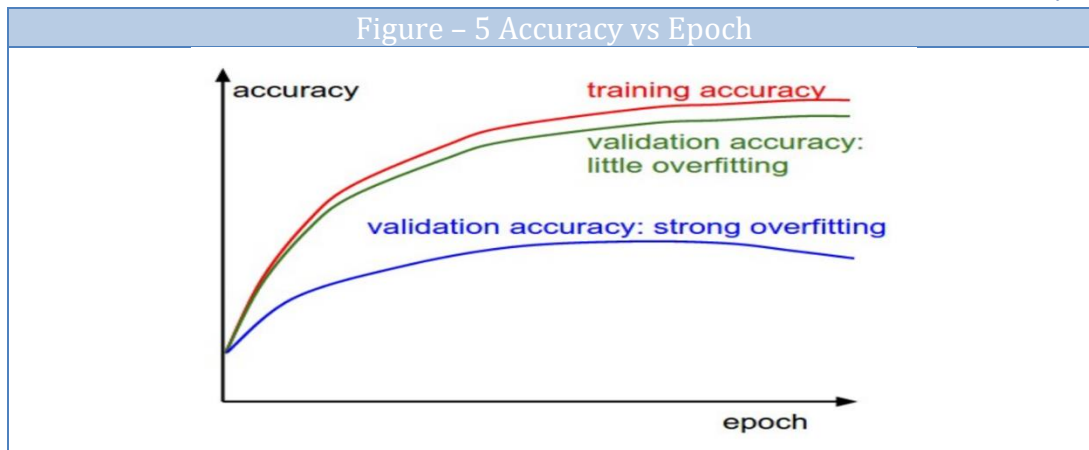 Figure – 5 Accuracy vs Epoch
accuracy
training accuracy
validation accuracy:
little overfitting
validation accuracy: strong overfitting
epoch